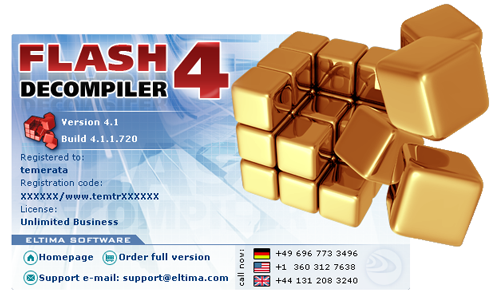 FLASH 4
DECOMPILER
Version 4.1
Build 4.1.1.720
Registered to:
temerata
Registration code:
XXXXXX/www.temtrXXXXXX
License:
Unlimited Business
ELTIMA SOFTWARE
Homepage Order full version
Support e-mail: support@eltima.com
call now:
+49 696 773 3496
+1 360 312 7638
+44 131 208 3240